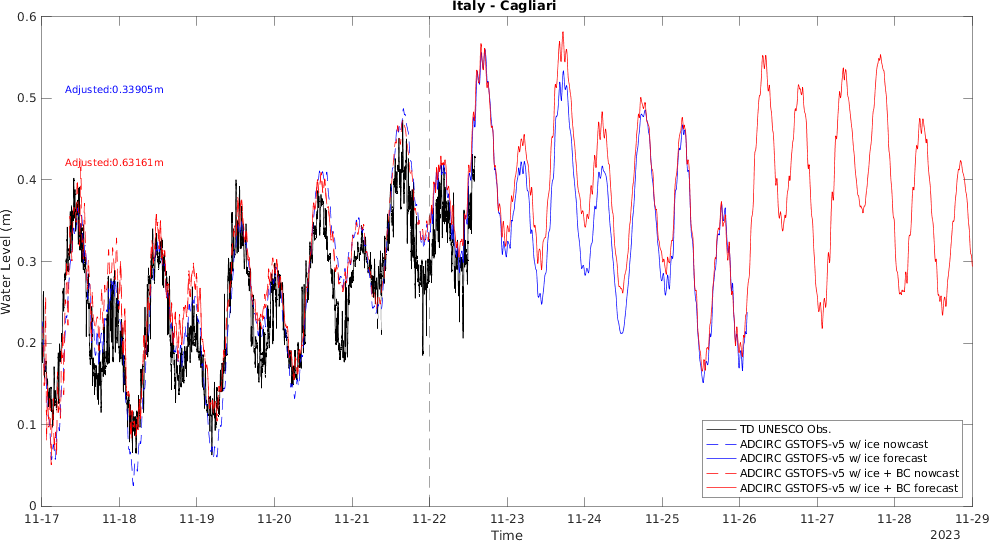 Italy - Cagliari
0.6
0.5
0.4
0.3
0.2
0.1
0
Water Level (m)
Adjusted:0.33905m
Adjusted:0.63161m
TD UNESCO Obs.
ADCIRC GSTOFS-v5 w/ ice nowcast
ADCIRC GSTOFS-v5 w/ ice forecast
ADCIRC GSTOFS-v5 w/ ice + BC nowcast
ADCIRC GSTOFS-v5 w/ ice + BC forecast
11-17 11-18 11-19 11-20 11-21 11-22 11-23 11-24 11-25 11-26 11-27 11-28 11-29
Time
2023